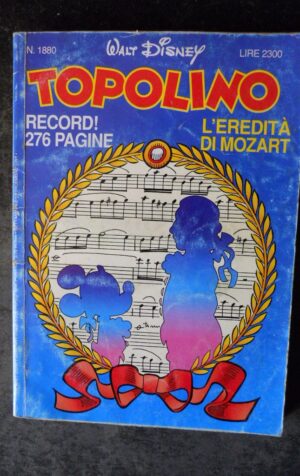 N. 1880
WALT DISNEY
LIRE 2300
TOPOLINO
RECORD!
276 PAGINE
L'EREDITÀ
DI MOZART